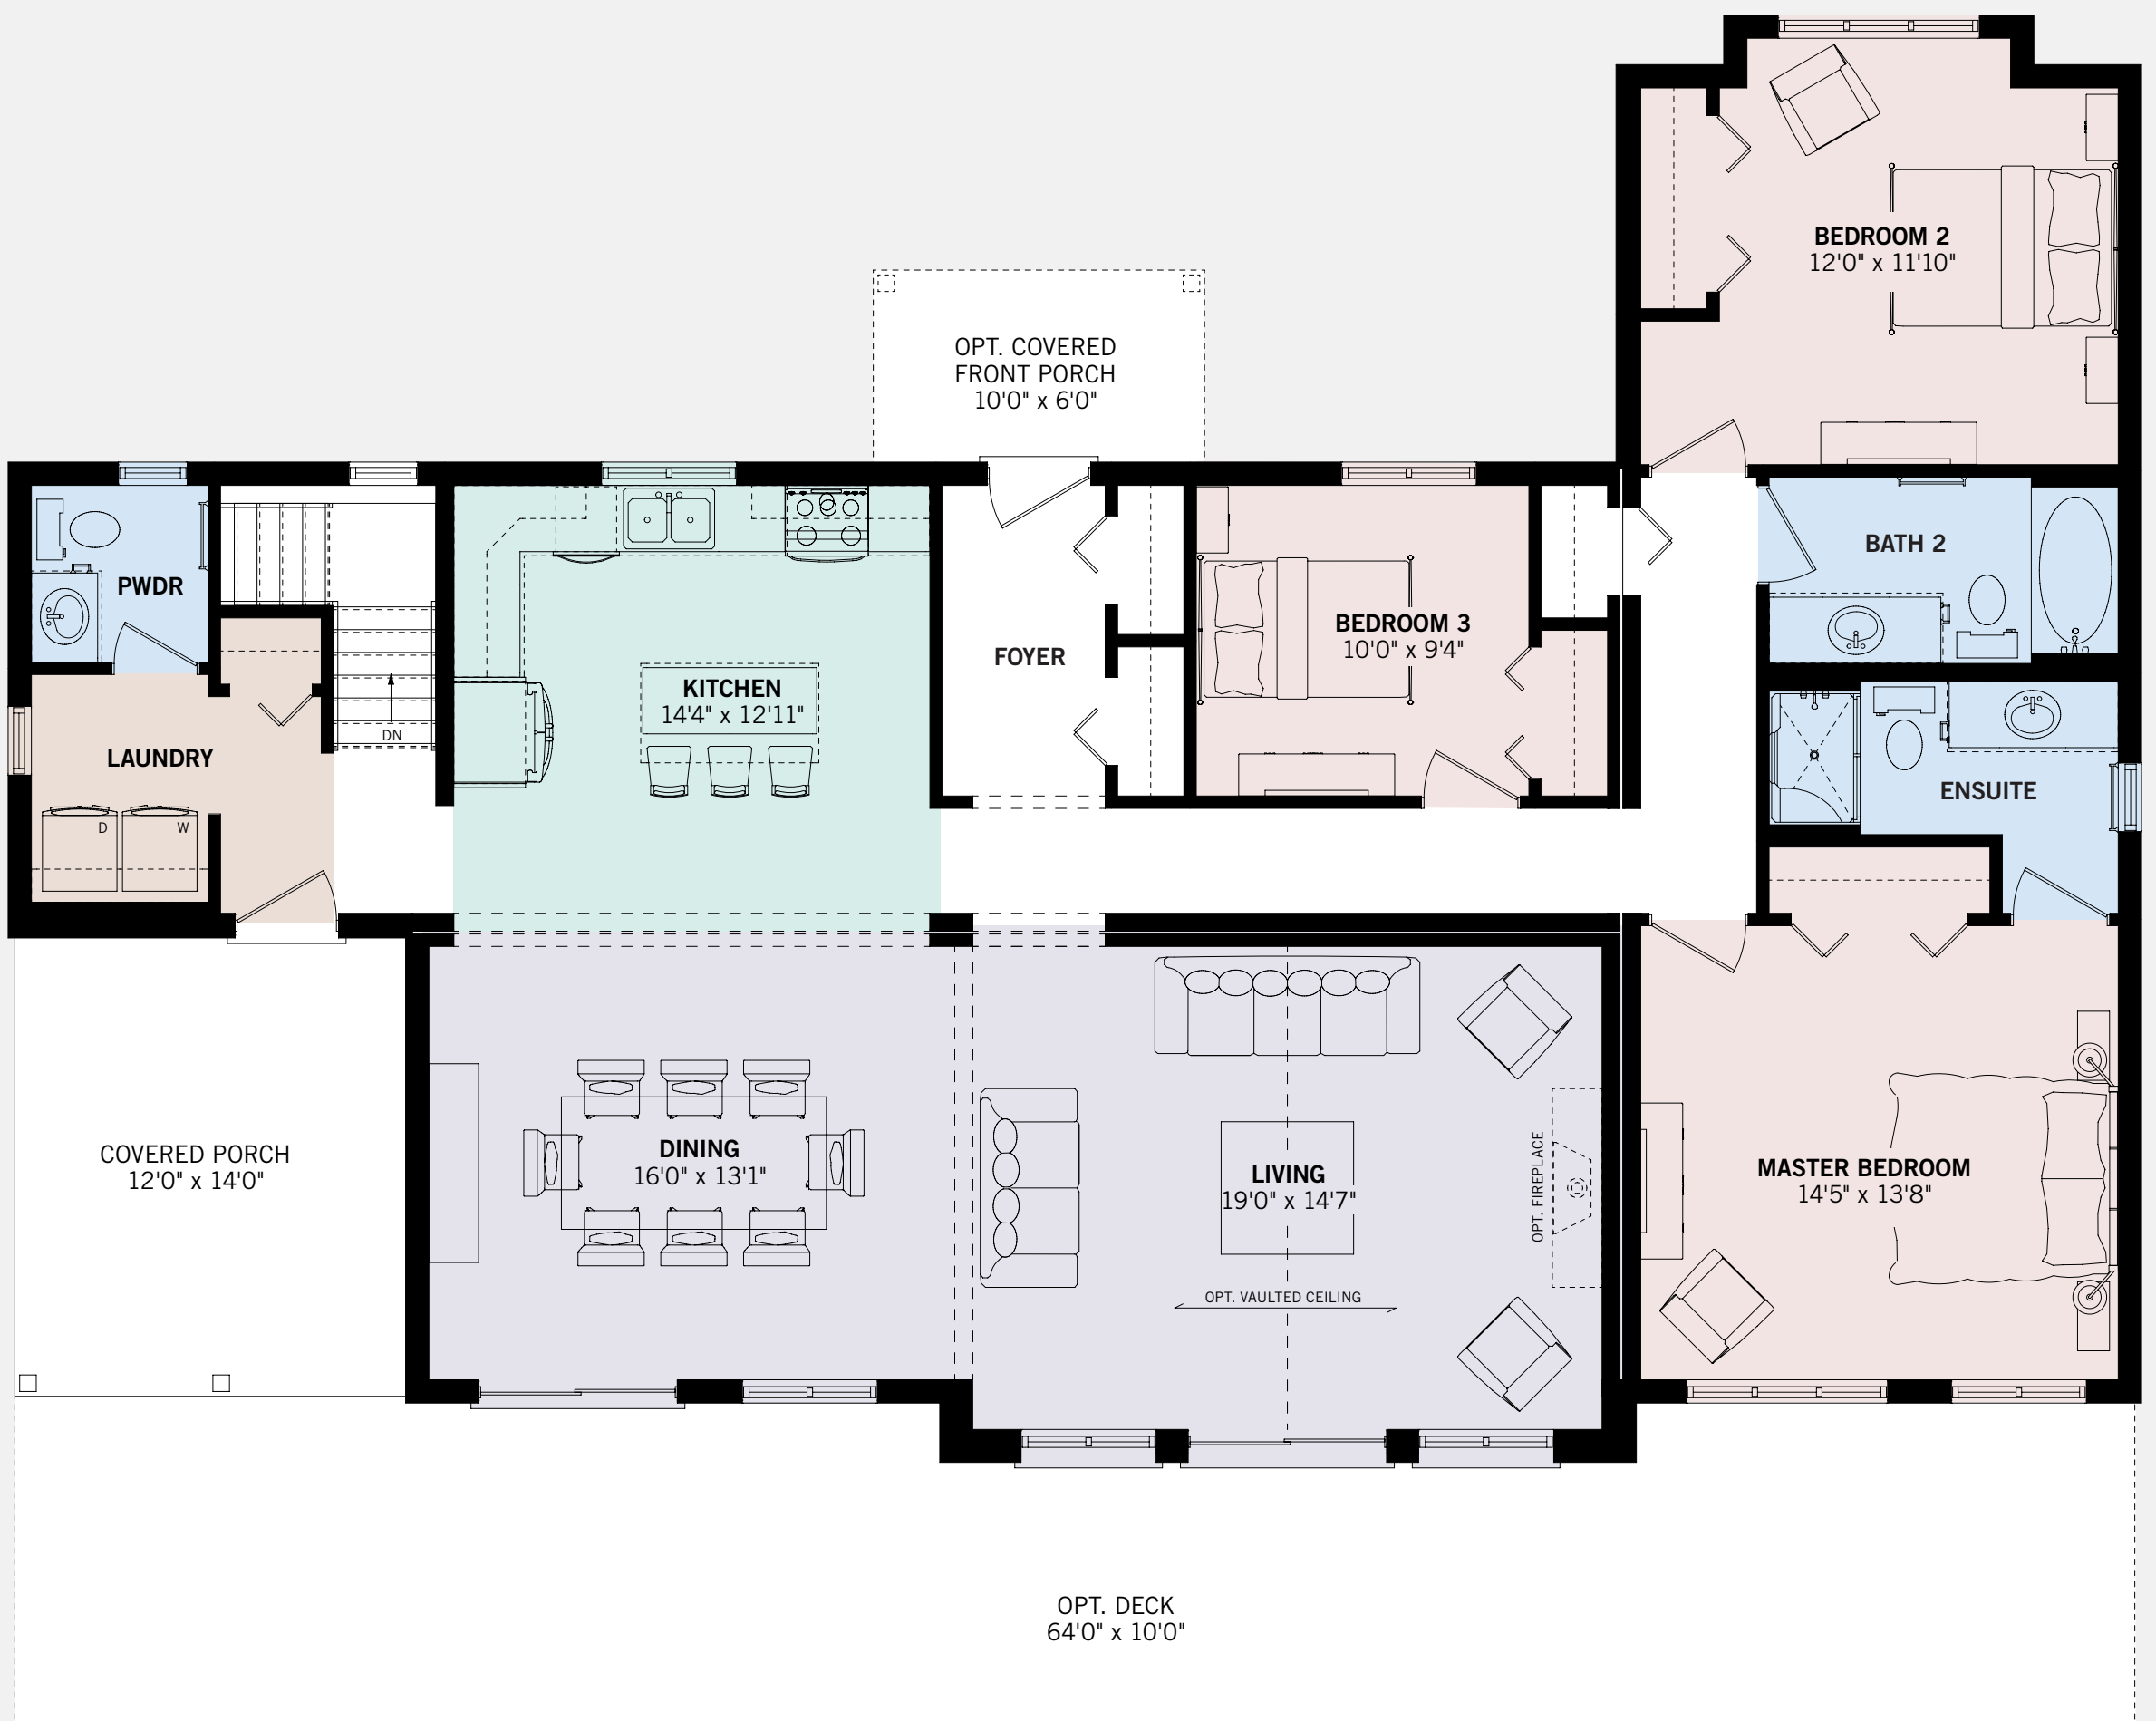 BEDROOM 2
12'0" x 11'10"
OPT. COVERED
FRONT PORCH
10'0" x 6'0"
BATH 2
PWDR
BEDROOM 3
10'0" x 9'4"
FOYER
KITCHEN
14'4" x 12'11"
DN
LAUNDRY
ENSUITE
D
W
COVERED PORCH
12'0" x 14'0"
DINING
16'0" x 13'1"
LIVING
19'0" x 14'7"
OPT. FIREPLACE
MASTER BEDROOM
14'5" x 13'8"
OPT. VAULTED CEILING
OPT. DECK
64'0" x 10'0"